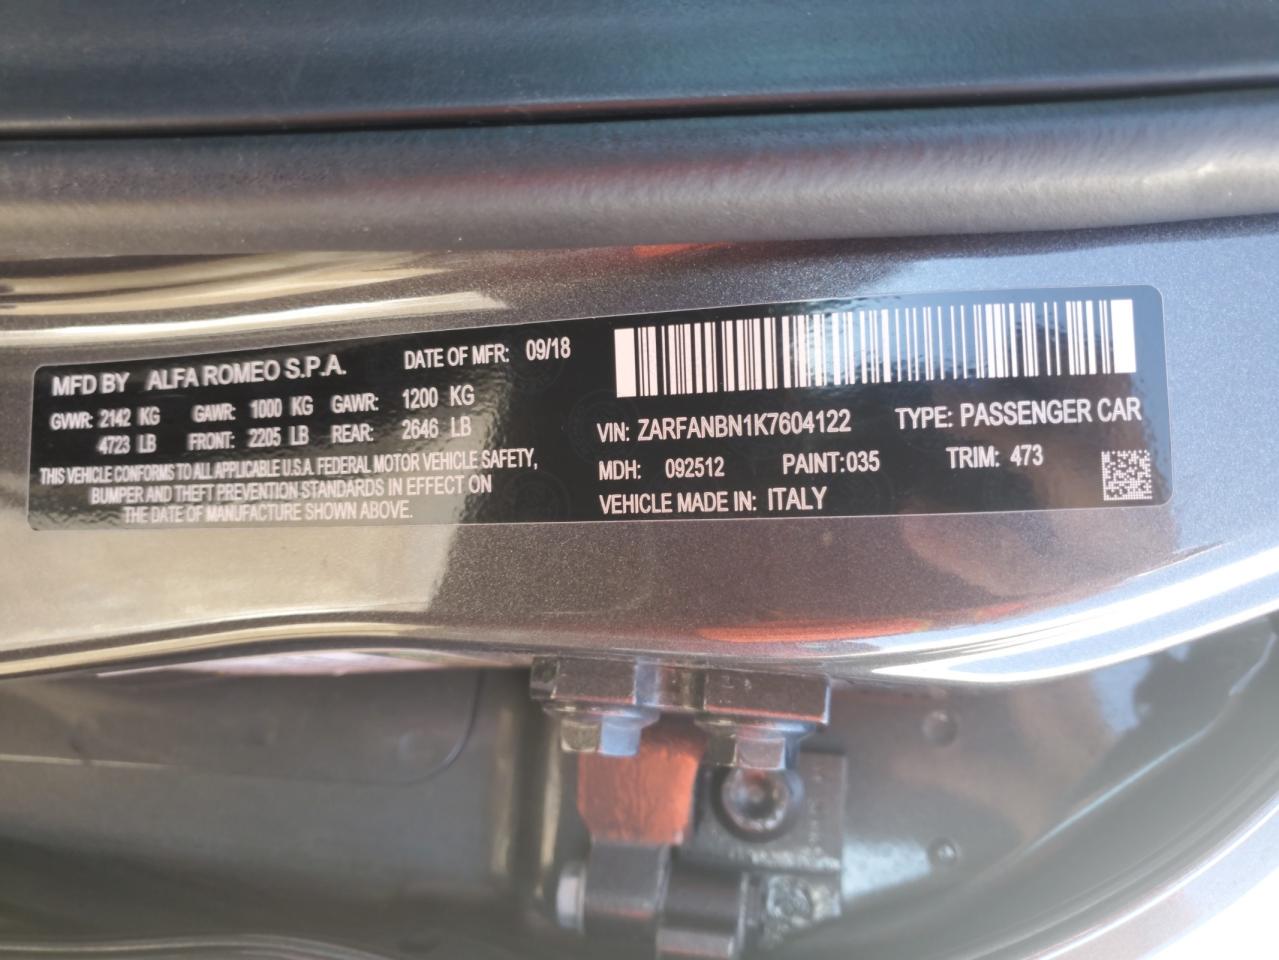 MFD BY ALFA ROMEO S.P.A. DATE OF MFR: 09/18
GVWR: 2142 KG GAWR: 1000 KG GAWR: 1200 KG
4723 LB FRONT: 2205 LB REAR: 2646 LB
THIS VEHICLE CONFORMS TO ALL APPLICABLE U.S.A. FEDERAL MOTOR VEHICLE SAFETY,
BUMPER AND THEFT PREVENTION STANDARDS IN EFFECT ON
THE DATE OF MANUFACTURE SHOWN ABOVE.
VIN: ZARFANBN1K7604122 TYPE: PASSENGER CAR
MDH: 092512 PAINT:035 TRIM: 473
VEHICLE MADE IN: ITALY